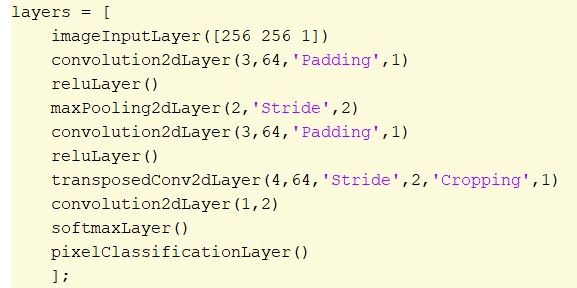 layers = [
imageInputLayer([256 256 1])
convolution2dLayer(3,64,'Padding',1)
reluLayer()
maxPooling2dLayer(2,'Stride',2)
convolution2dLayer(3,64,'Padding',1)
reluLayer()
transposedConv2dLayer(4,64,'Stride',2,'Cropping',1)
convolution2dLayer(1,2)
softmaxLayer()
pixelClassificationLayer()
];